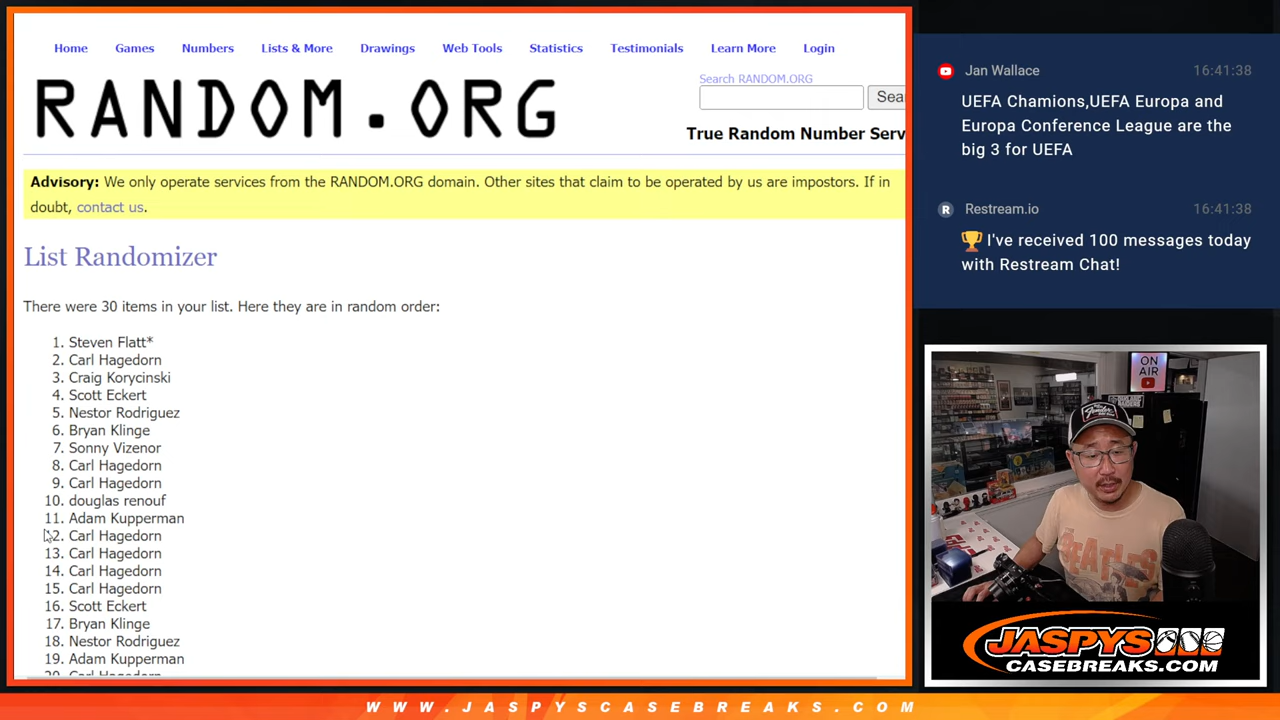 Home Games Numbers Lists & More Drawings Web Tools Statistics Testimonials Learn More Login
RANDOM.ORG
Search RANDOM.ORG
Sea
True Random Number Serv
Advisory: We only operate services from the RANDOM.ORG domain. Other sites that claim to be operated by us are impostors. If in
doubt, contact us.
List Randomizer
There were 30 items in your list. Here they are in random order:
1. Steven Flatt*
2. Carl Hagedorn
3. Craig Korycinski
4. Scott Eckert
5. Nestor Rodriguez
6. Bryan Klinge
7. Sonny Vizenor
8. Carl Hagedorn
9. Carl Hagedorn
10. douglas renouf
11. Adam Kupperman
12. Carl Hagedorn
13. Carl Hagedorn
14. Carl Hagedorn
15. Carl Hagedorn
16. Scott Eckert
17. Bryan Klinge
18. Nestor Rodriguez
19. Adam Kupperman
20. Carl Hagedorn
Jan Wallace 16:41:38
UEFA Chamions,UEFA Europa and
Europa Conference League are the
big 3 for UEFA
R Restream.io 16:41:38
🏆 I've received 100 messages today
with Restream Chat!
ON
AIR
Fender
BEATLES
JASPYS
CASEBREAKS.COM
WWW.JASPYSCASEBREAKS.COM